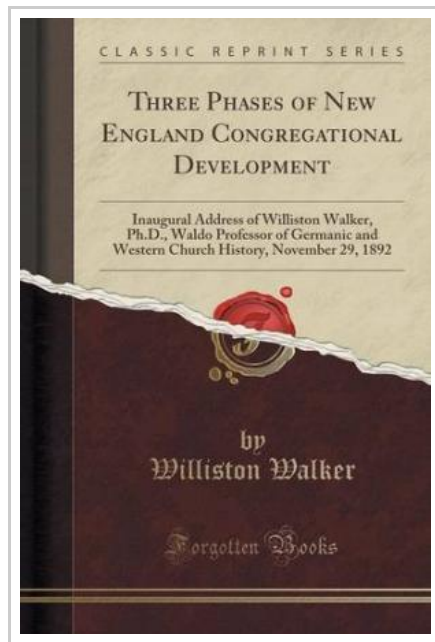 CLASSIC REPRINT SERIES
THREE PHASES OF NEW
ENGLAND CONGREGATIONAL
DEVELOPMENT
Inaugural Address of Williston Walker,
Ph.D., Waldo Professor of Germanic and
Western Church History, November 29, 1892
by
Williston Walker
Forgotten Books